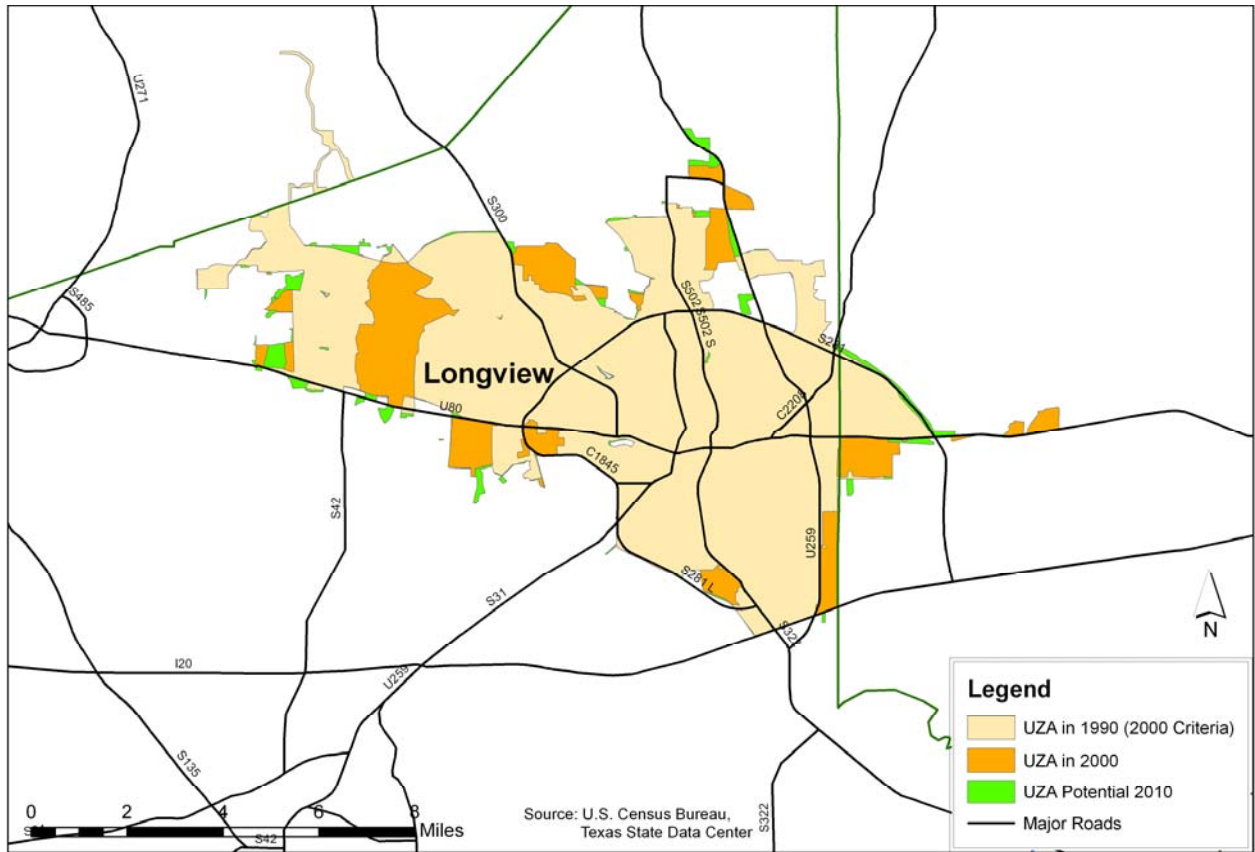 U271
S300
S485
S502
S502 S
S281
Longview
U80
C2208
C1845
S42
U259
S281 L
S31
S322
N
I20
U259
Legend
UZA in 1990 (2000 Criteria)
UZA in 2000
UZA Potential 2010
Major Roads
S135
0 2 4 6 8
Miles
S42
Source: U.S. Census Bureau,
Texas State Data Center
S322